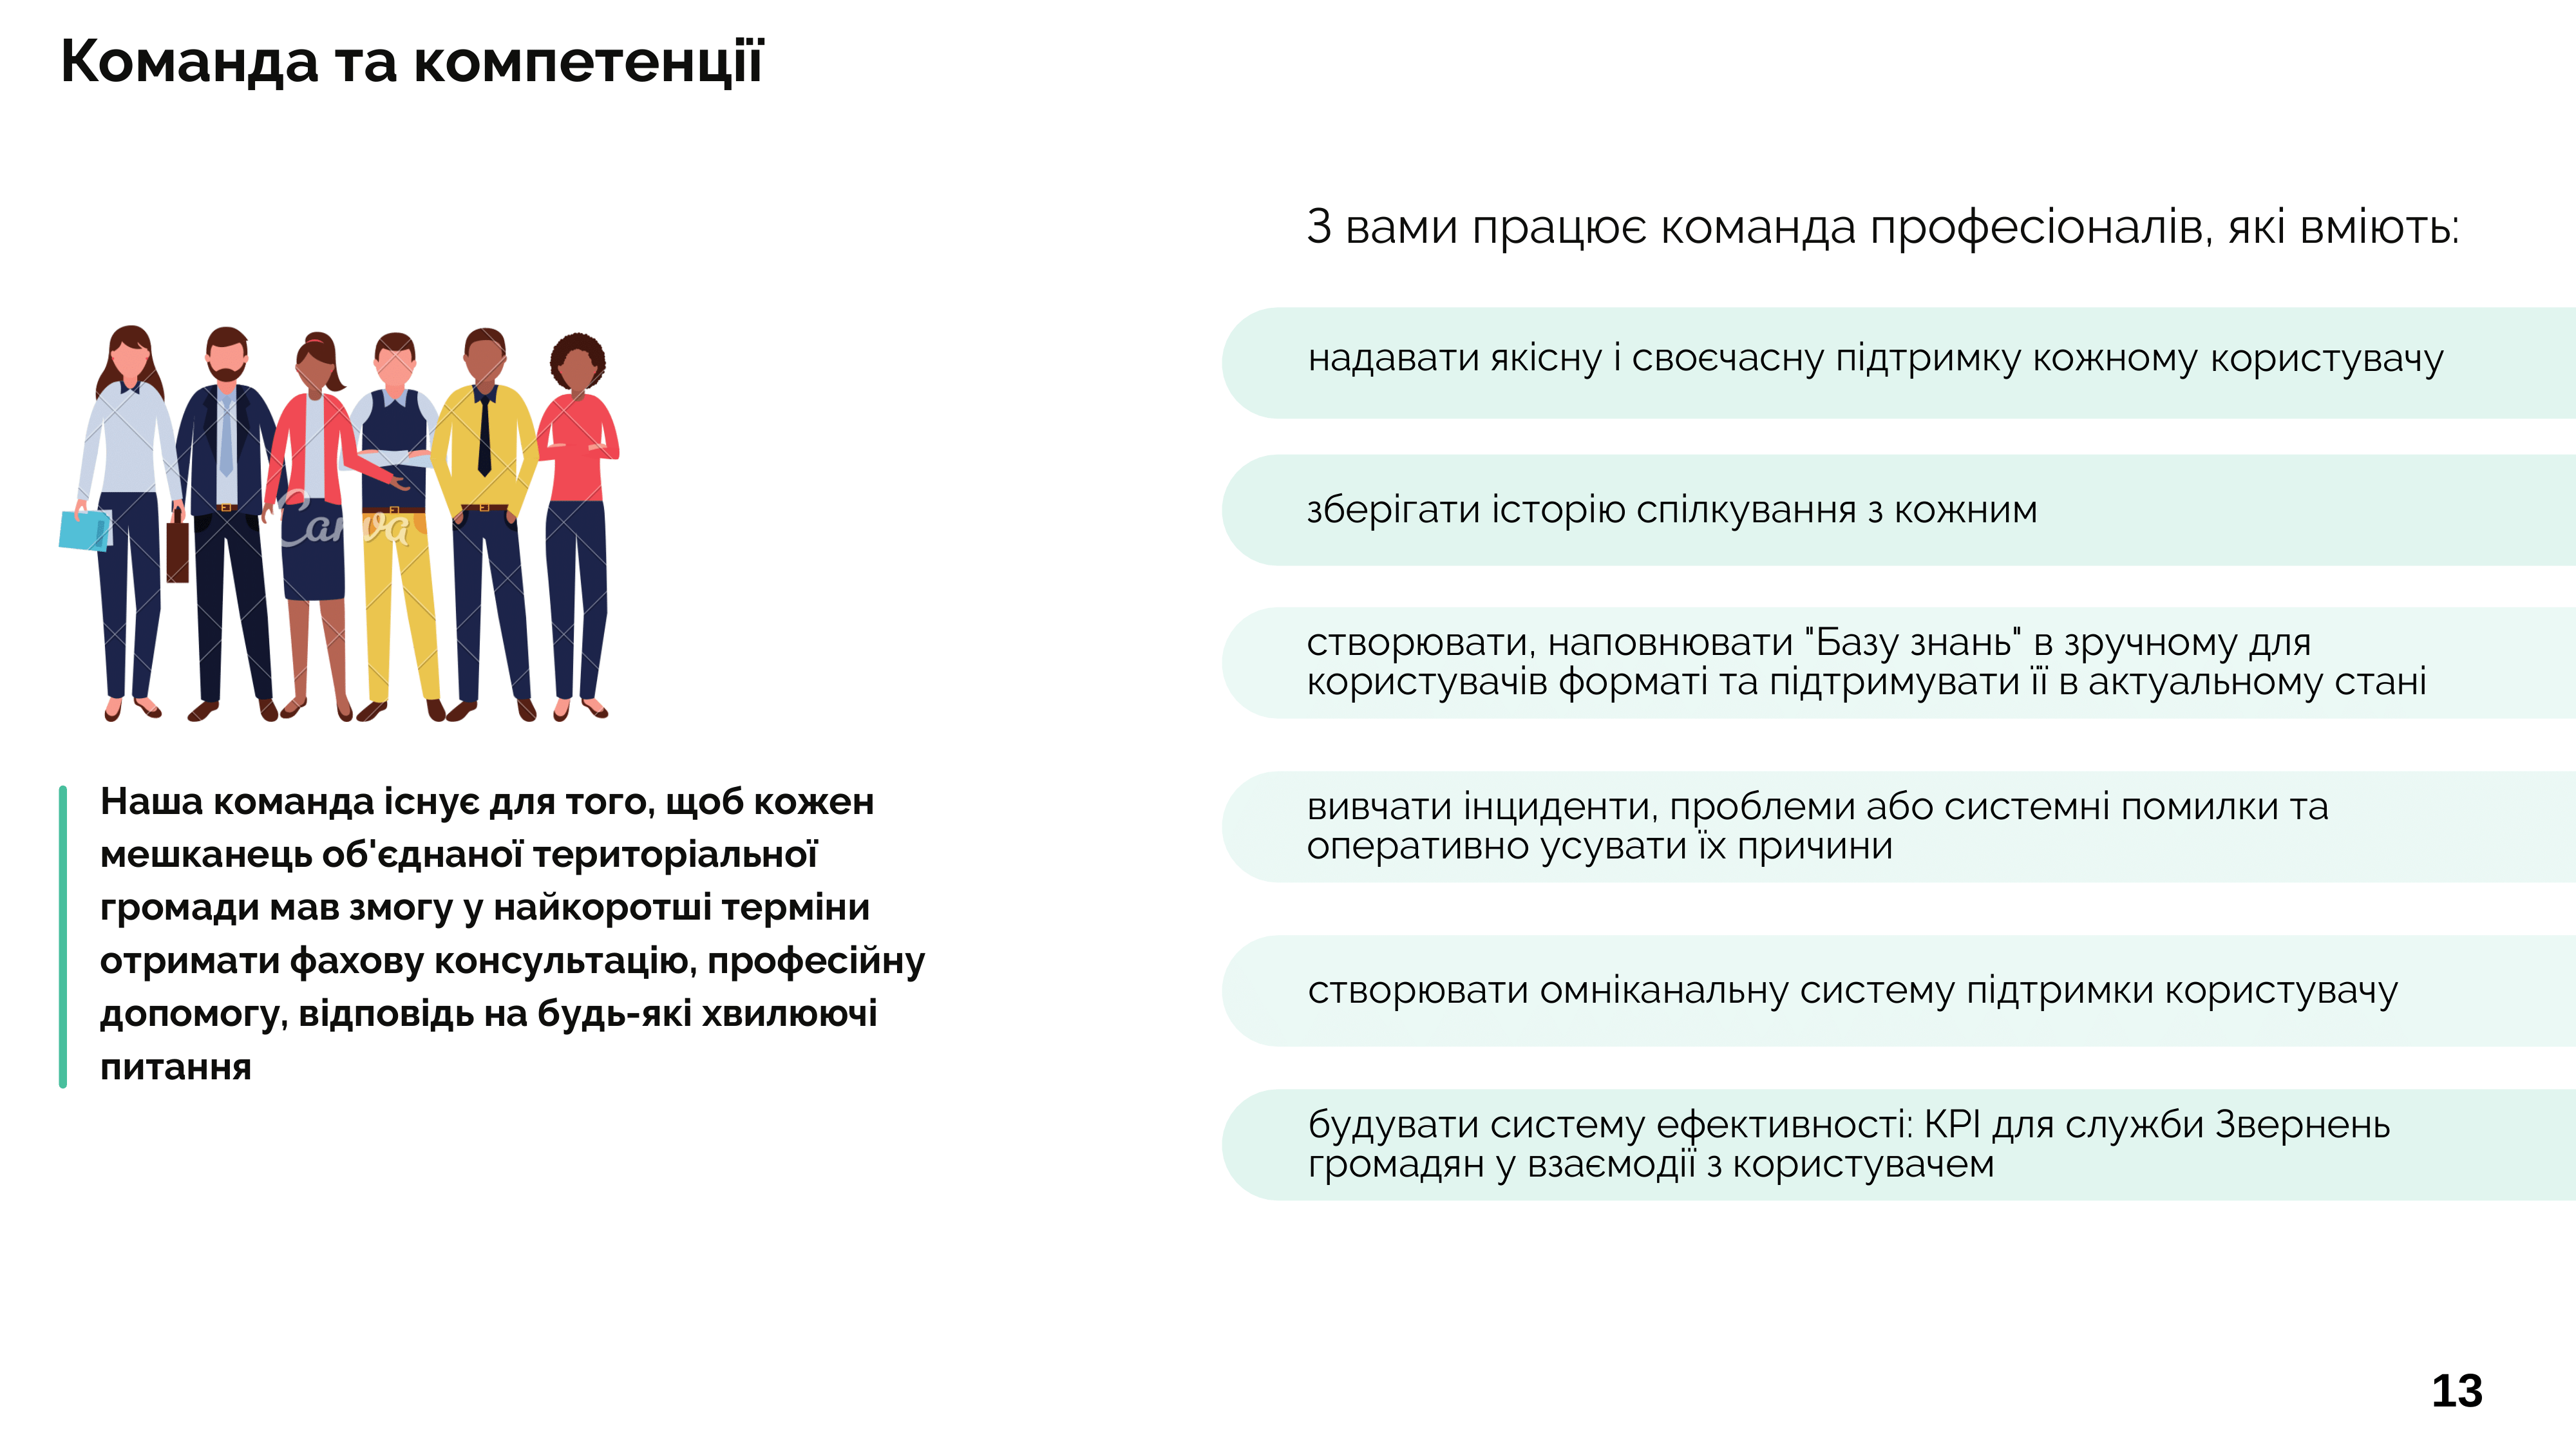 Команда та компетенції
Canva
Наша команда існує для того, щоб кожен
мешканець об'єднаної територіальної
громади мав змогу у найкоротші терміни
отримати фахову консультацію, професійну
допомогу, відповідь на будь-які хвилюючі
питання
З вами працює команда професіоналів, які вміють:
надавати якісну і своєчасну підтримку кожному користувачу
зберігати історію спілкування з кожним
створювати, наповнювати "Базу знань" в зручному для
користувачів форматі та підтримувати її в актуальному стані
вивчати інциденти, проблеми або системні помилки та
оперативно усувати їх причини
створювати омніканальну систему підтримки користувачу
будувати систему ефективності: KPI для служби Звернень
громадян у взаємодії з користувачем
13